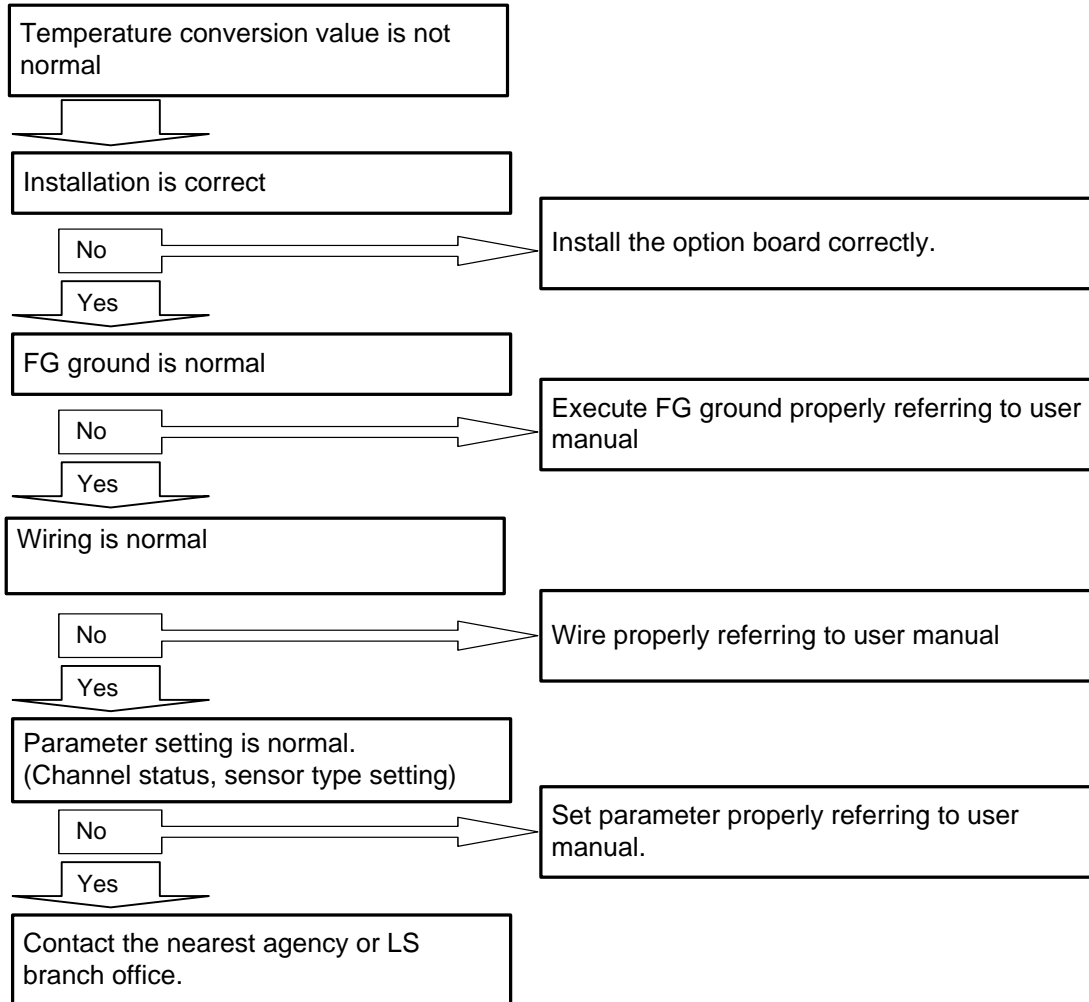 Temperature conversion value is not
normal
Installation is correct
No
Install the option board correctly.
Yes
FG ground is normal
No
Execute FG ground properly referring to user
manual
Yes
Wiring is normal
No
Wire properly referring to user manual
Yes
Parameter setting is normal.
(Channel status, sensor type setting)
No
Set parameter properly referring to user
manual.
Yes
Contact the nearest agency or LS
branch office.